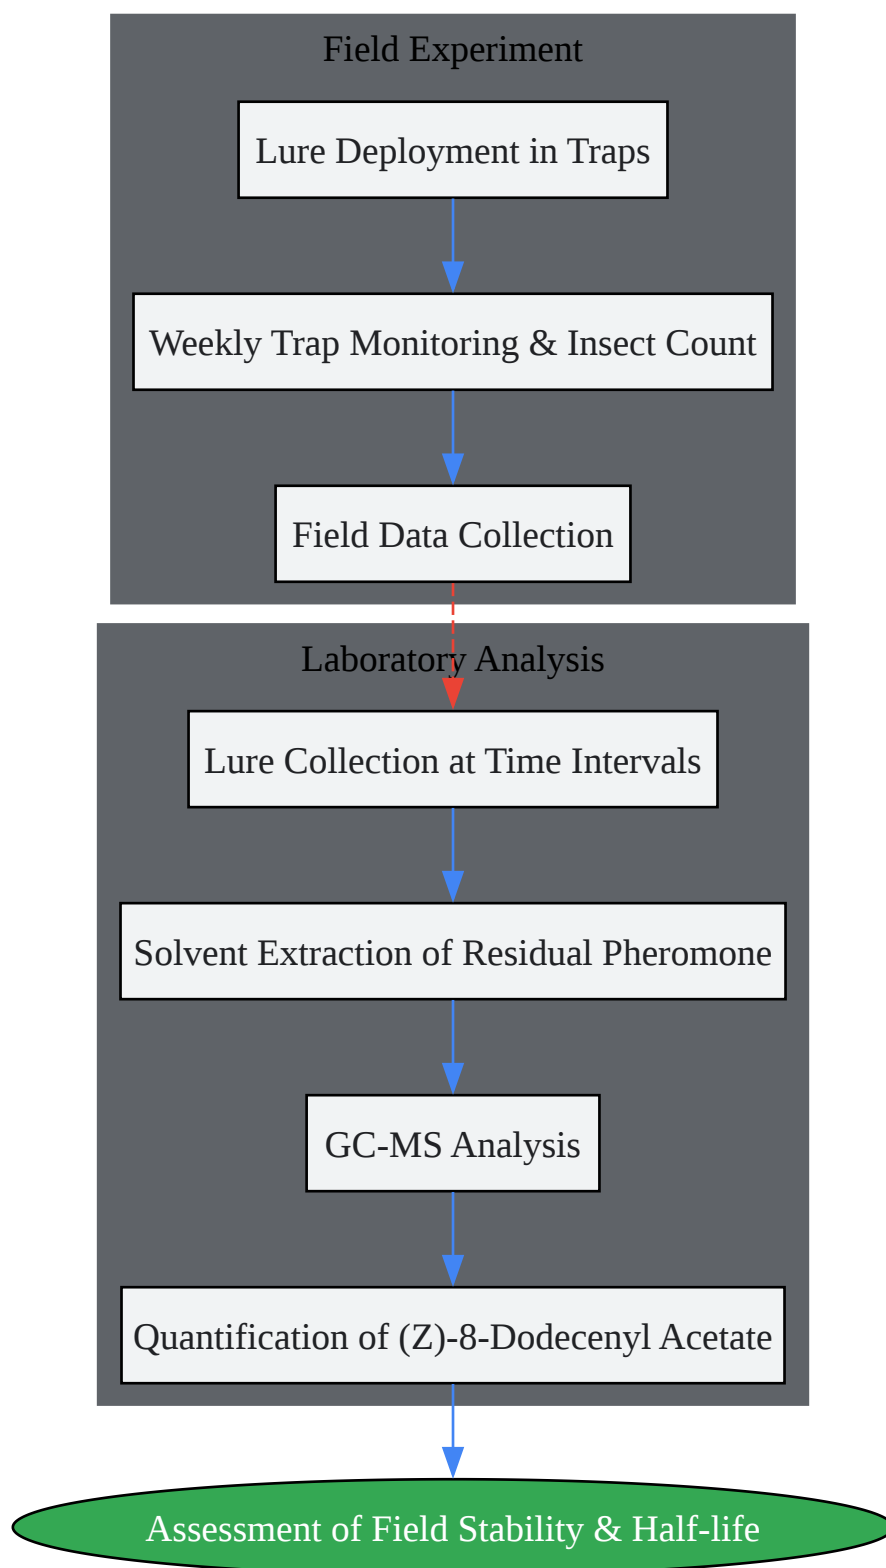 Field Experiment
Lure Deployment in Traps
Weekly Trap Monitoring & Insect Count
Field Data Collection
Laboratory Analysis
Lure Collection at Time Intervals
Solvent Extraction of Residual Pheromone
GC-MS Analysis
Quantification of (Z)-8-Dodecenyl Acetate
Assessment of Field Stability & Half-life